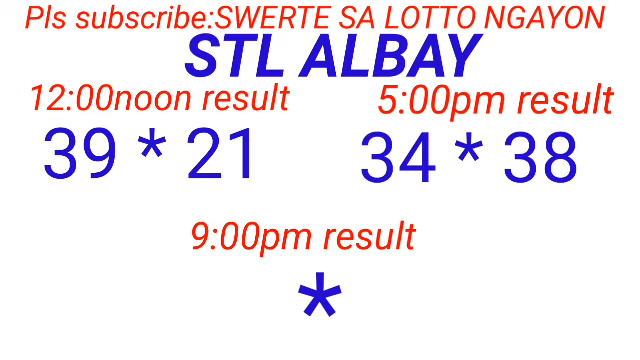 Pls subscribe:SWERTE SA LOTTO NGAYON
STL ALBAY
12:00noon result
39 * 21
5:00pm result
34 * 38
9:00pm result
*